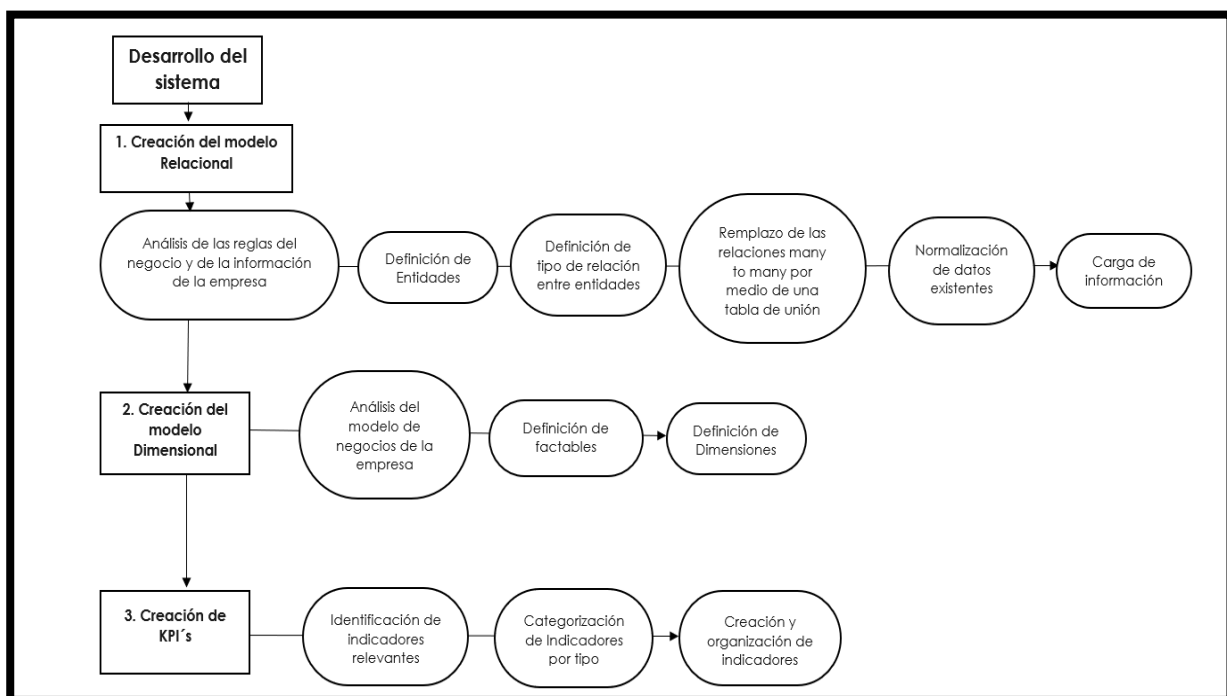 Desarrollo del
sistema
1. Creación del modelo
Relacional
Análisis de las reglas del
negocio y de la información
de la empresa
Definición de
Entidades
Definición de
tipo de relación
entre entidades
Remplazo de las
relaciones many
to many por
medio de una
tabla de unión
Normalización
de datos
existentes
Carga de
información
2. Creación del
modelo
Dimensional
Análisis del
modelo de
negocios de la
empresa
Definición de
factables
Definición de
Dimensiones
3. Creación de
KPI´s
Identificación de
indicadores
relevantes
Categorización
de Indicadores
por tipo
Creación y
organización de
indicadores